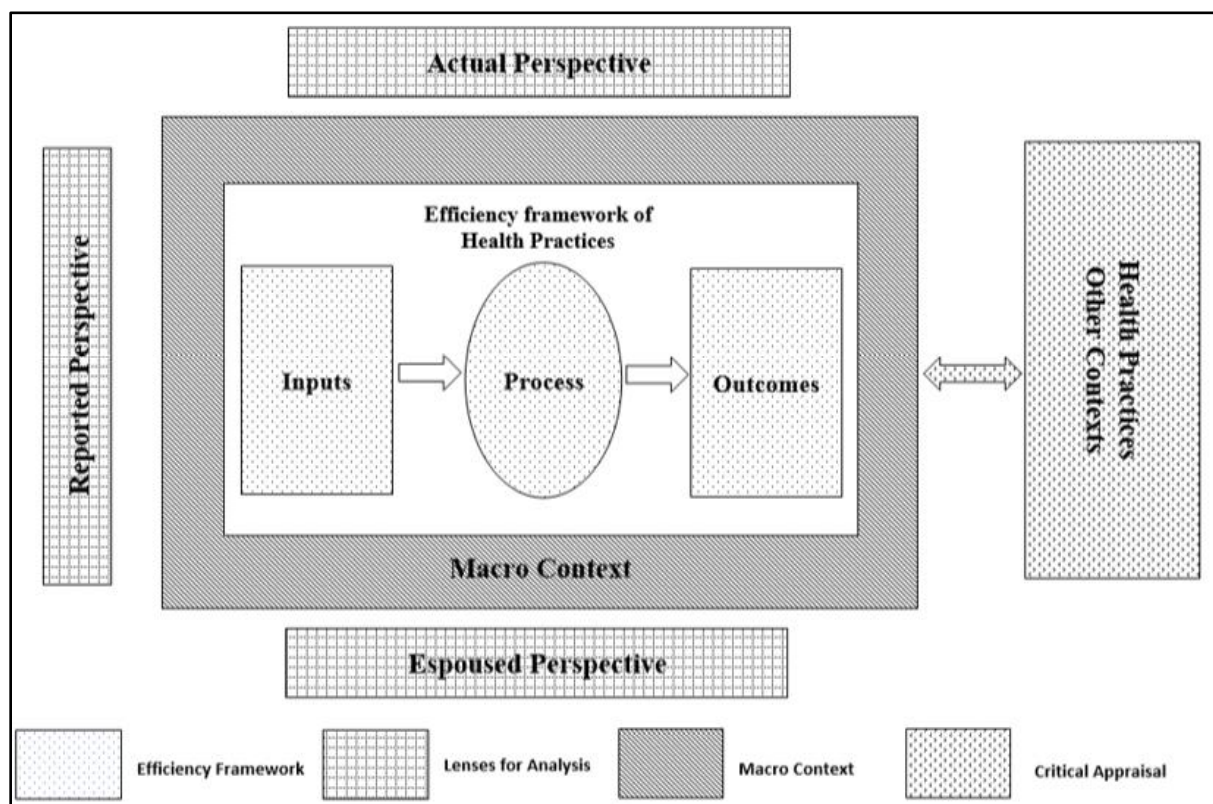 Actual Perspective
Reported Perspective
Efficiency framework of
Health Practices
Inputs
Process
Outcomes
Health Practices
Other Contexts
Macro Context
Espoused Perspective
Efficiency Framework
Lenses for Analysis
Macro Context
Critical Appraisal